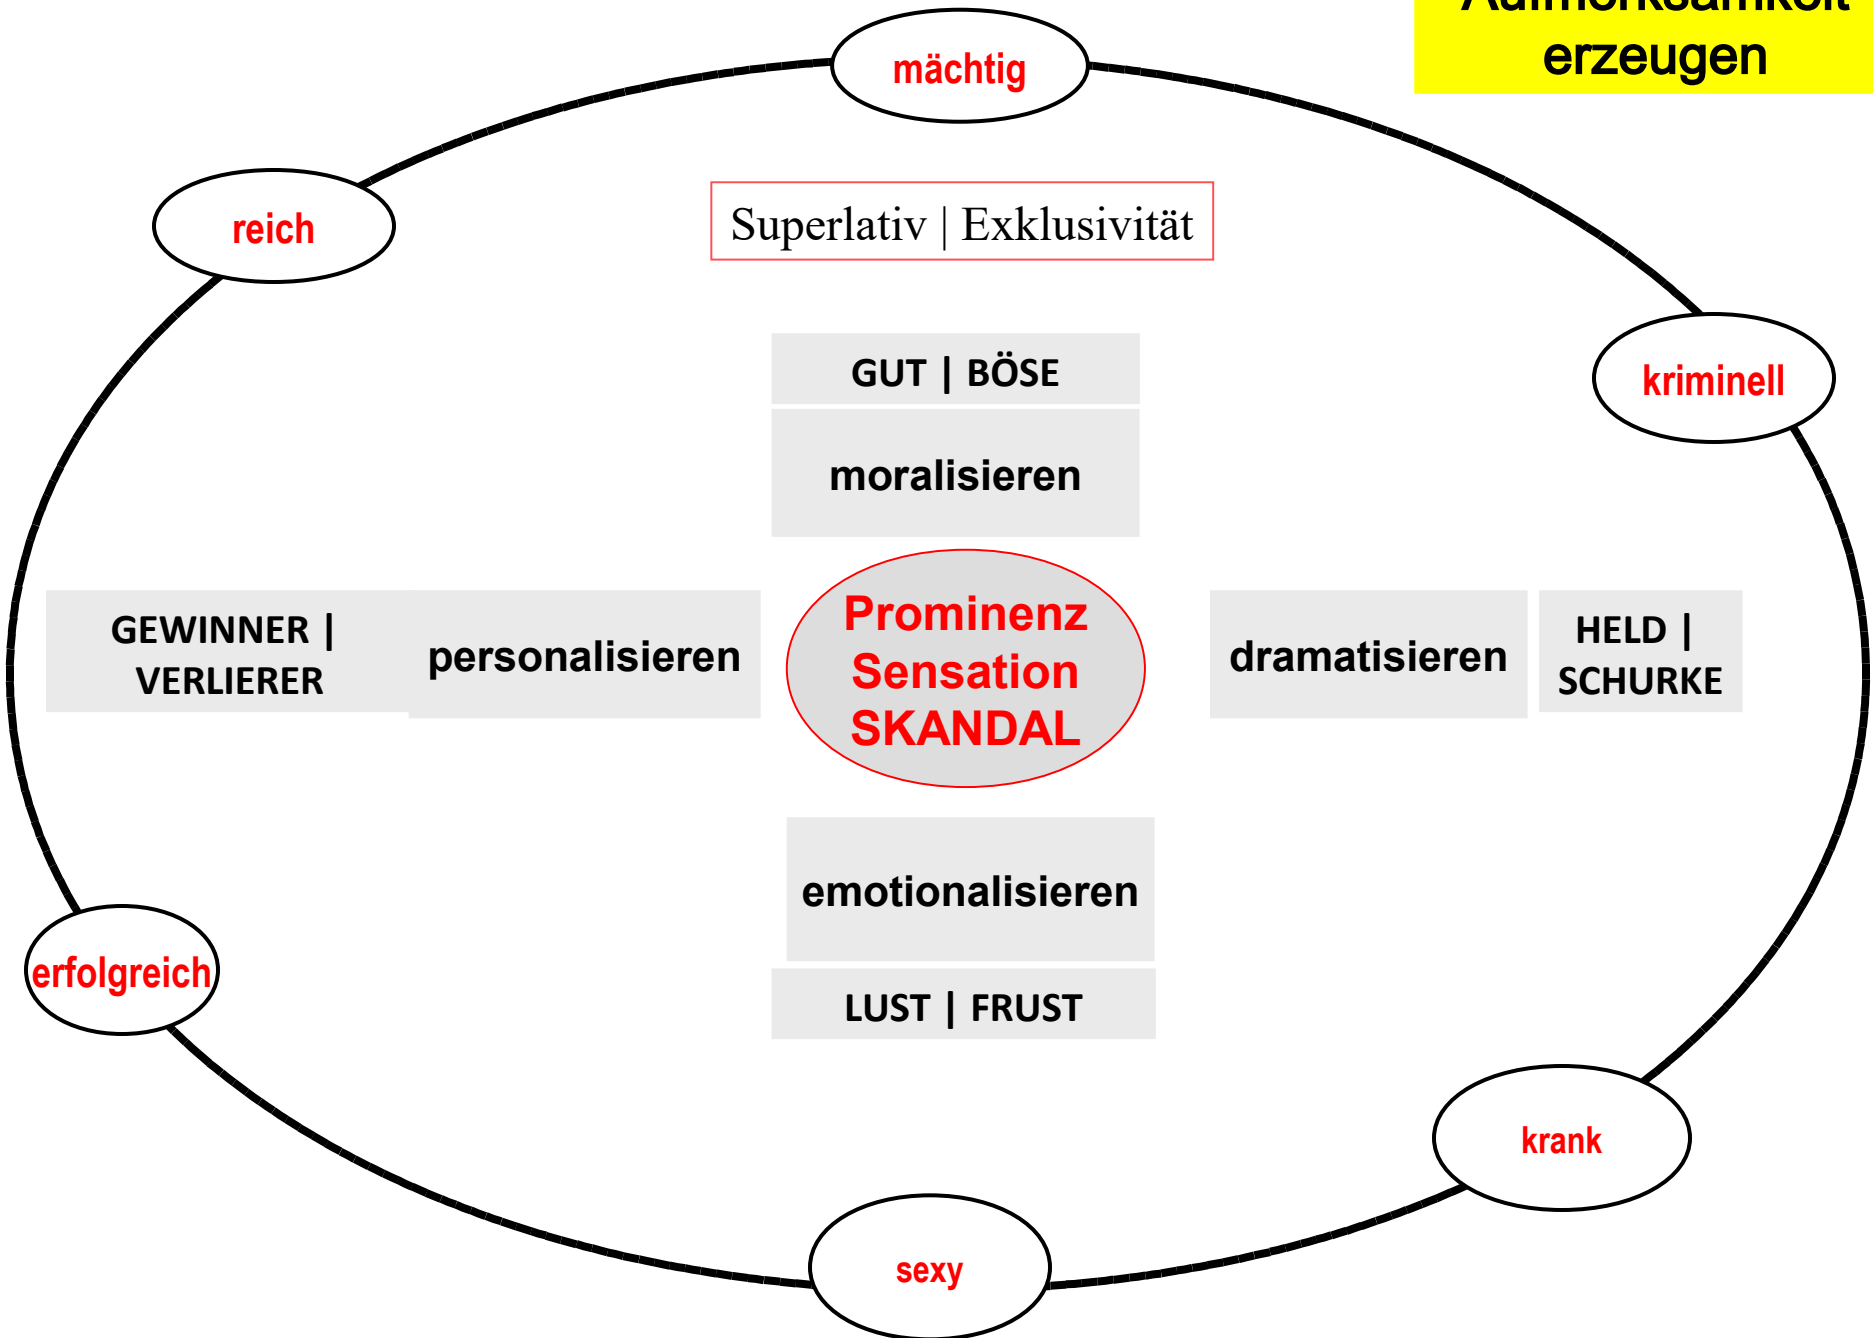 Aufmerksamkeit
erzeugen
mächtig
reich
Superlativ | Exklusivität
kriminell
GUT | BÖSE
moralisieren
GEWINNER |
VERLIERER
personalisieren
Prominenz
Sensation
SKANDAL
dramatisieren
HELD |
SCHURKE
emotionalisieren
LUST | FRUST
erfolgreich
krank
sexy